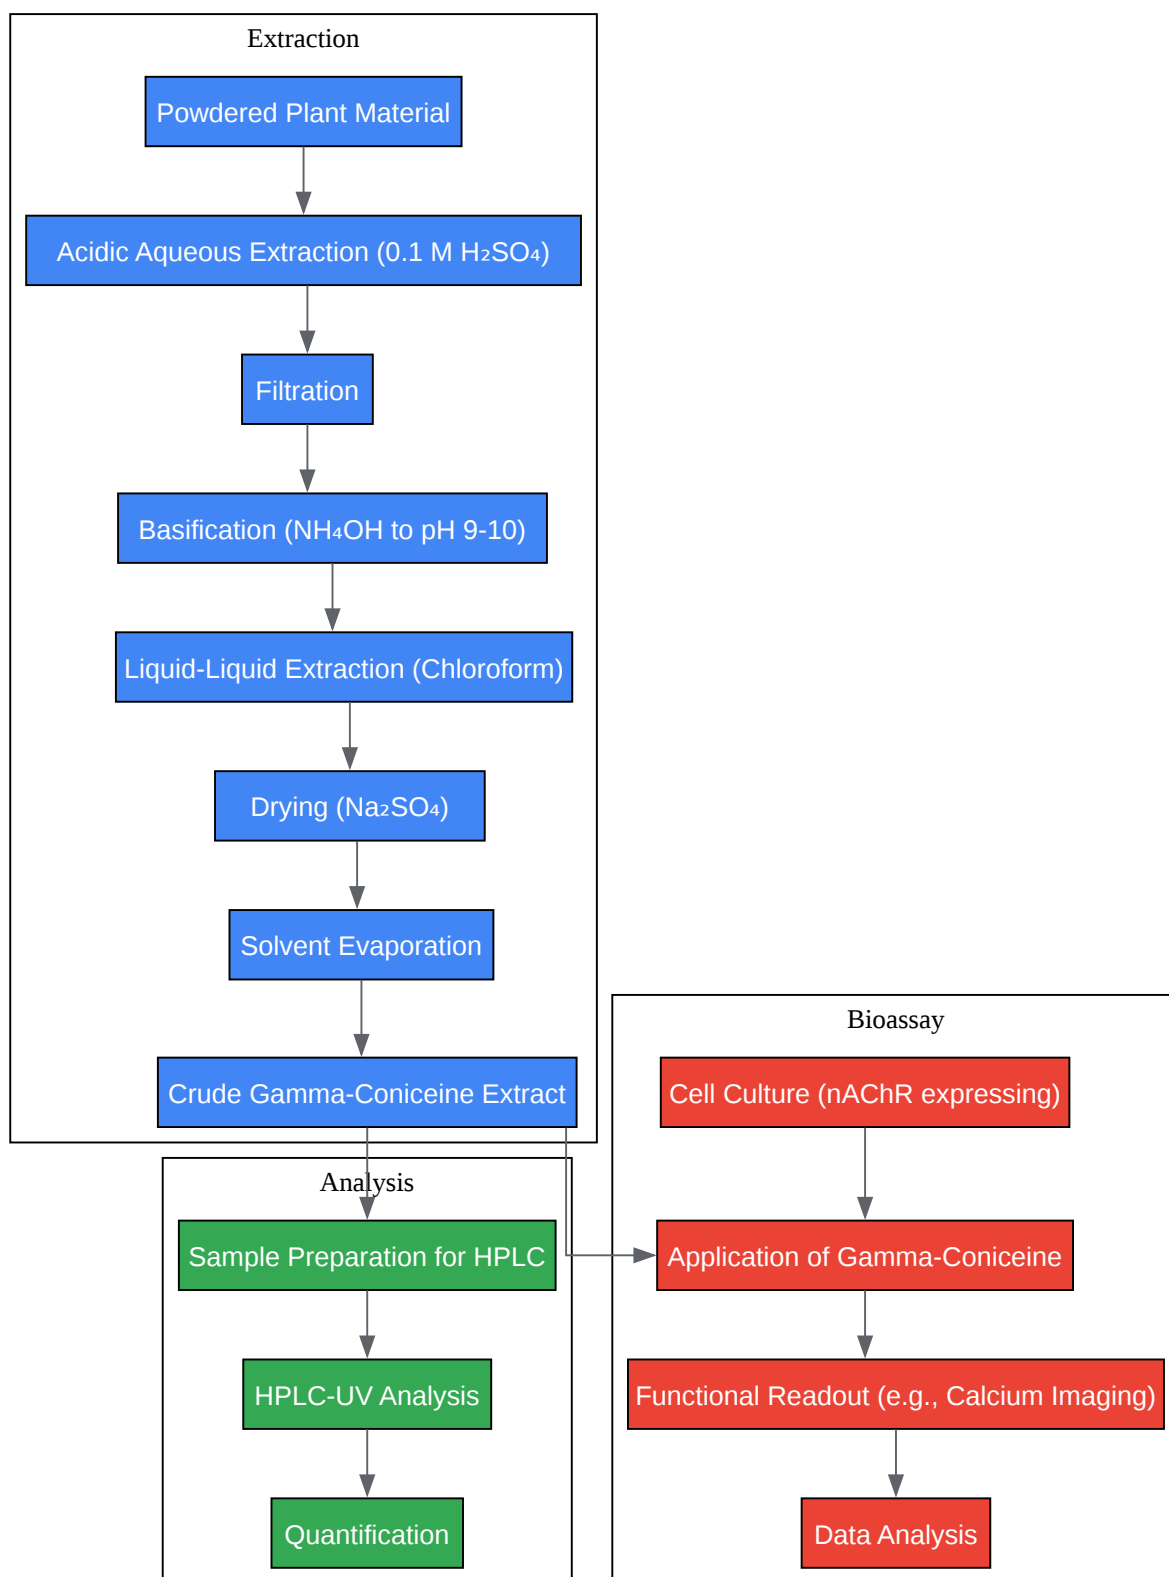 Extraction
Powdered Plant Material
Acidic Aqueous Extraction (0.1 M H₂SO₄)
Filtration
Basification (NH₄OH to pH 9-10)
Liquid-Liquid Extraction (Chloroform)
Drying (Na₂SO₄)
Solvent Evaporation
Crude Gamma-Coniceine Extract
Analysis
Sample Preparation for HPLC
HPLC-UV Analysis
Quantification
Bioassay
Cell Culture (nAChR expressing)
Application of Gamma-Coniceine
Functional Readout (e.g., Calcium Imaging)
Data Analysis